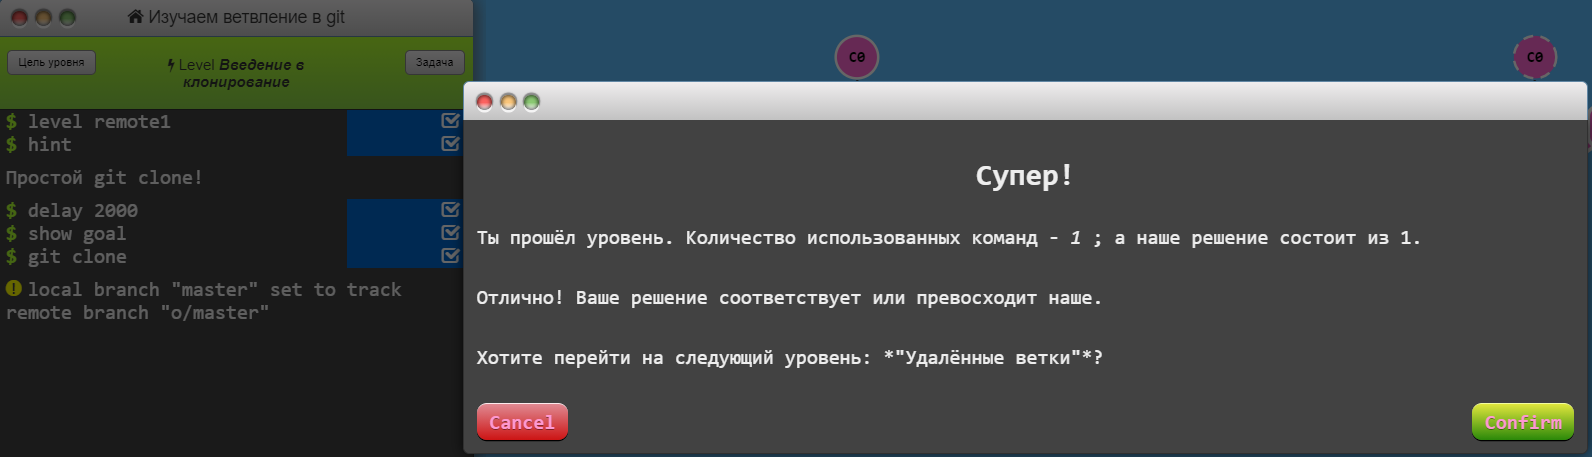 Изучаем ветвление в git
Цель уровня
Level Введение в
клонирование
Задача
$ level remote1
$ hint
Простой git clone!
$ delay 2000
$ show goal
$ git clone
local branch "master" set to track
remote branch "o/master"
C0
C0
Супер!
Ты прошёл уровень. Количество использованных команд - 1 ; а наше решение состоит из 1.
Отлично! Ваше решение соответствует или превосходит наше.
Хотите перейти на следующий уровень: *"Удалённые ветки"*?
Cancel
Confirm